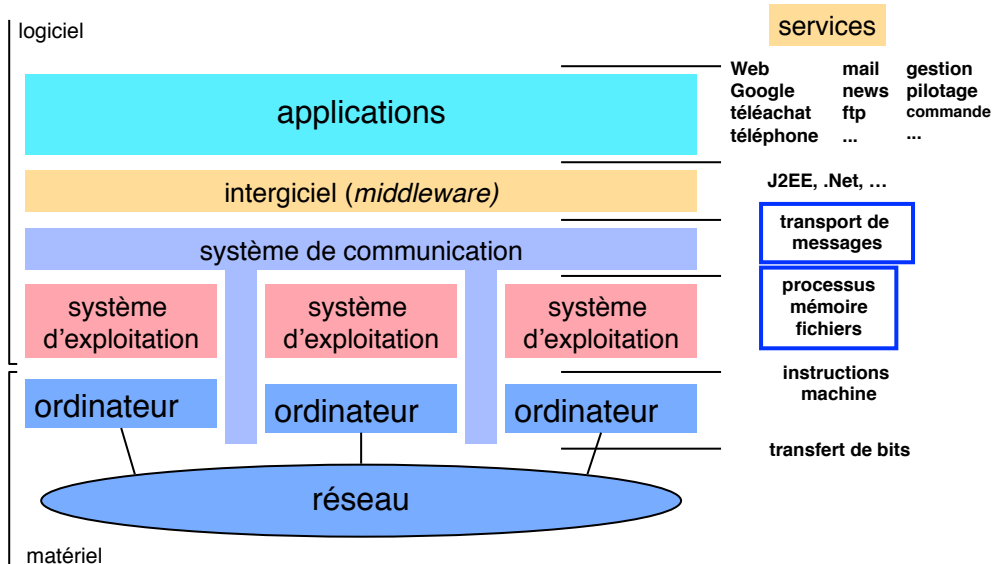 logiciel
services
Web mail gestion
Google news pilotage
téléachat ftp commande
téléphone ... ...
applications
intergiciel (middleware)
J2EE, .Net, ...
transport de
messages
système de communication
système
d'exploitation
système
d'exploitation
système
d'exploitation
processus
mémoire
fichiers
ordinateur
ordinateur
ordinateur
instructions
machine
transfert de bits
réseau
matériel